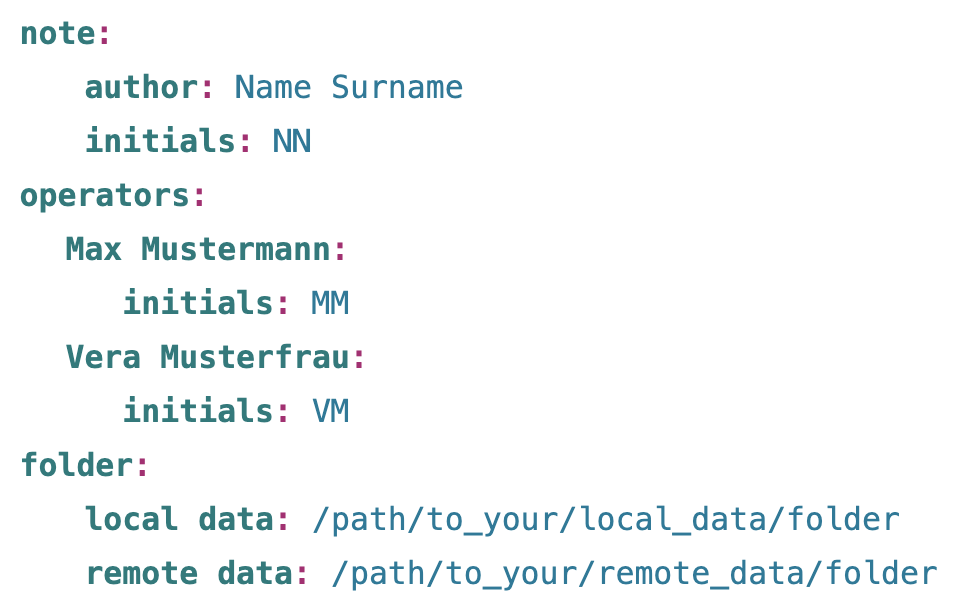 note:
author: Name Surname
initials: NN
operators:
Max Mustermann:
initials: MM
Vera Musterfrau:
initials: VM
folder:
local data: /path/to_your/local_data/folder
remote data: /path/to_your/remote_data/folder